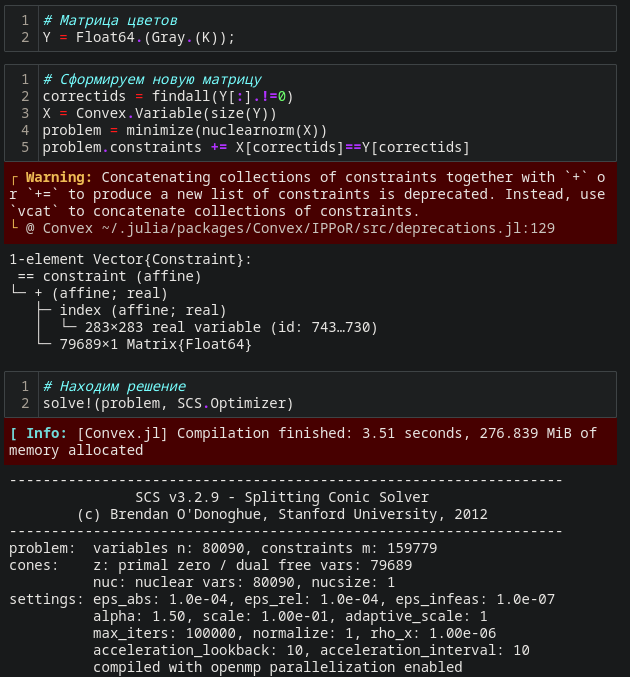 1 # Матрица цветов
2 Y = Float64.(Gray.(K));
1 # Сформируем новую матрицу
2 correctids = findall(Y[:].!=0)
3 X = Convex.Variable(size(Y))
4 problem = minimize(nuclearnorm(X))
5 problem.constraints += X[correctids]==Y[correctids]
┌ Warning: Concatenating collections of constraints together with `+` o
r `+=` to produce a new list of constraints is deprecated. Instead, use
`vcat` to concatenate collections of constraints.
└ @ Convex ~/.julia/packages/Convex/IPPoR/src/deprecations.jl:129
1-element Vector{Constraint}:
 == constraint (affine)
└─ + (affine; real)
   ├─ index (affine; real)
   │  └─ 283×283 real variable (id: 743…730)
   └─ 79689×1 Matrix{Float64}
1 # Находим решение
2 solve!(problem, SCS.Optimizer)
[ Info: [Convex.jl] Compilation finished: 3.51 seconds, 276.839 MiB of
memory allocated
------------------------------------------------------------------
               SCS v3.2.9 - Splitting Conic Solver
        (c) Brendan O'Donoghue, Stanford University, 2012
------------------------------------------------------------------
problem:  variables n: 80090, constraints m: 159779
cones:    z: primal zero / dual free vars: 79689
          nuc: nuclear vars: 80090, nucsize: 1
settings: eps_abs: 1.0e-04, eps_rel: 1.0e-04, eps_infeas: 1.0e-07
          alpha: 1.50, scale: 1.00e-01, adaptive_scale: 1
          max_iters: 100000, normalize: 1, rho_x: 1.00e-06
          acceleration_lookback: 10, acceleration_interval: 10
          compiled with openmp parallelization enabled